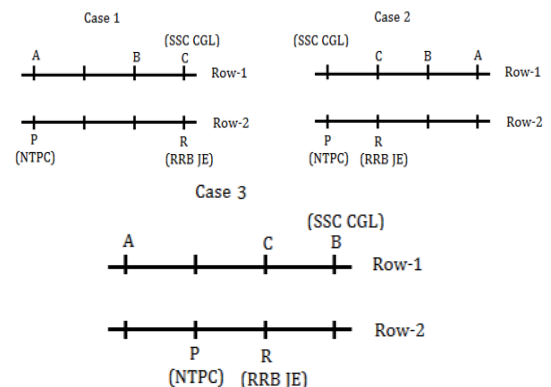 Case 1
(SSC CGL)
A B C
Row-1
Row-2
P R
(NTPC) (RRB JE)
Case 2
(SSC CGL)
C B A
Row-1
Row-2
P R
(NTPC) (RRB JE)
Case 3
(SSC CGL)
A C B
Row-1
Row-2
P R
(NTPC) (RRB JE)